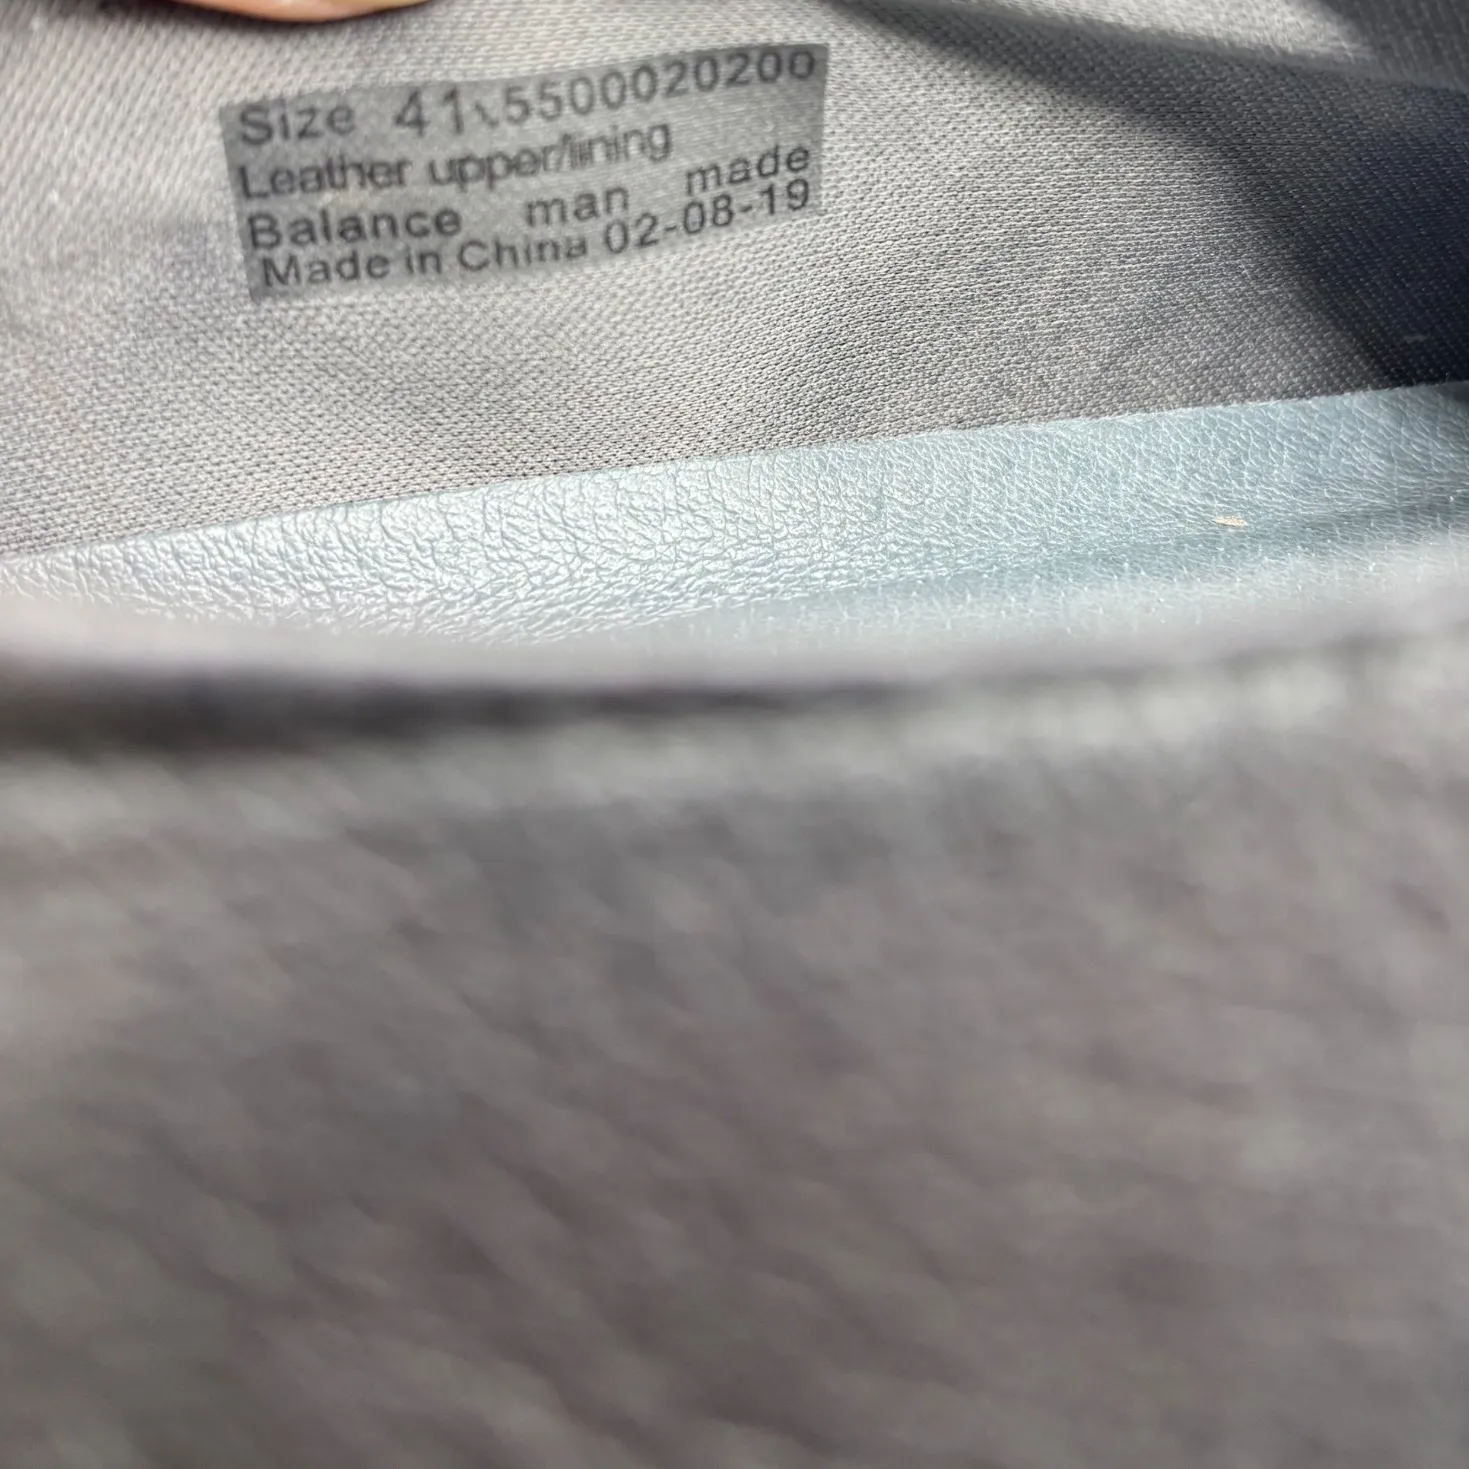 Size 41\5500020200
Leather upper/lining
Balance man made
Made in China 02-08-19